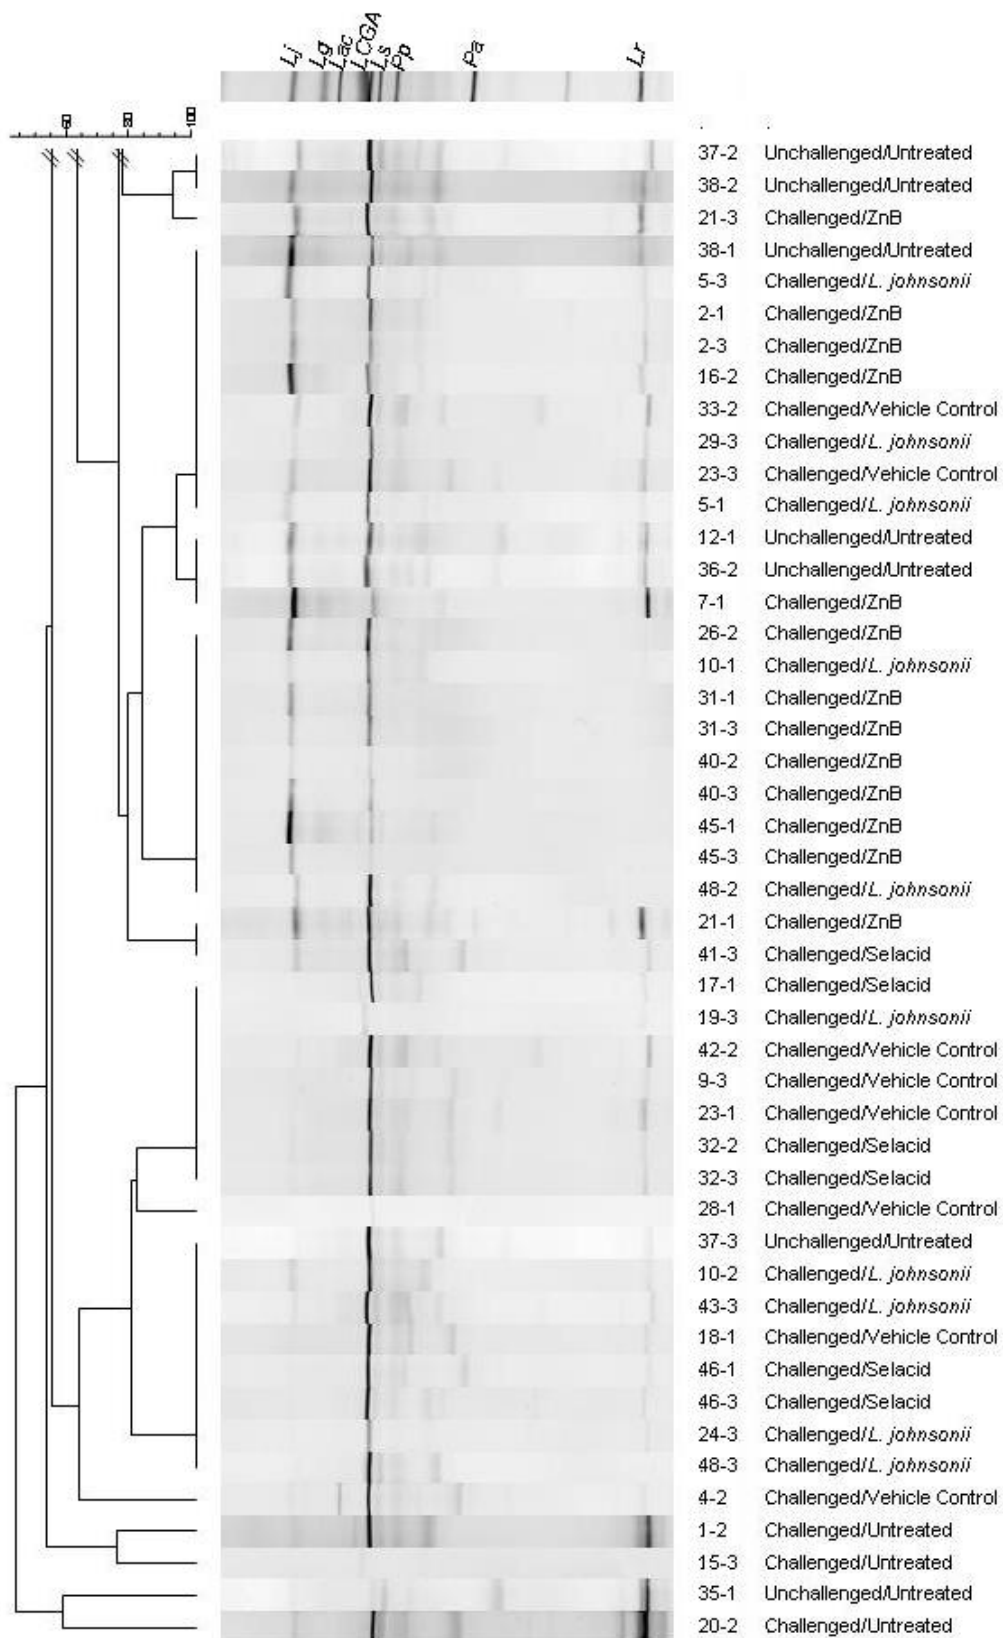 Lj Lg Lac LCGA Ls Pp Pa Lr
60 80 100
37-2 Unchallenged/Untreated
38-2 Unchallenged/Untreated
21-3 Challenged/ZnB
38-1 Unchallenged/Untreated
5-3 Challenged/L. johnsonii
2-1 Challenged/ZnB
2-3 Challenged/ZnB
16-2 Challenged/ZnB
33-2 Challenged/Vehicle Control
29-3 Challenged/L. johnsonii
23-3 Challenged/Vehicle Control
5-1 Challenged/L. johnsonii
12-1 Unchallenged/Untreated
36-2 Unchallenged/Untreated
7-1 Challenged/ZnB
26-2 Challenged/ZnB
10-1 Challenged/L. johnsonii
31-1 Challenged/ZnB
31-3 Challenged/ZnB
40-2 Challenged/ZnB
40-3 Challenged/ZnB
45-1 Challenged/ZnB
45-3 Challenged/ZnB
48-2 Challenged/L. johnsonii
21-1 Challenged/ZnB
41-3 Challenged/Selacid
17-1 Challenged/Selacid
19-3 Challenged/L. johnsonii
42-2 Challenged/Vehicle Control
9-3 Challenged/Vehicle Control
23-1 Challenged/Vehicle Control
32-2 Challenged/Selacid
32-3 Challenged/Selacid
28-1 Challenged/Vehicle Control
37-3 Unchallenged/Untreated
10-2 Challenged/L. johnsonii
43-3 Challenged/L. johnsonii
18-1 Challenged/Vehicle Control
46-1 Challenged/Selacid
46-3 Challenged/Selacid
24-3 Challenged/L. johnsonii
48-3 Challenged/L. johnsonii
4-2 Challenged/Vehicle Control
1-2 Challenged/Untreated
15-3 Challenged/Untreated
35-1 Unchallenged/Untreated
20-2 Challenged/Untreated